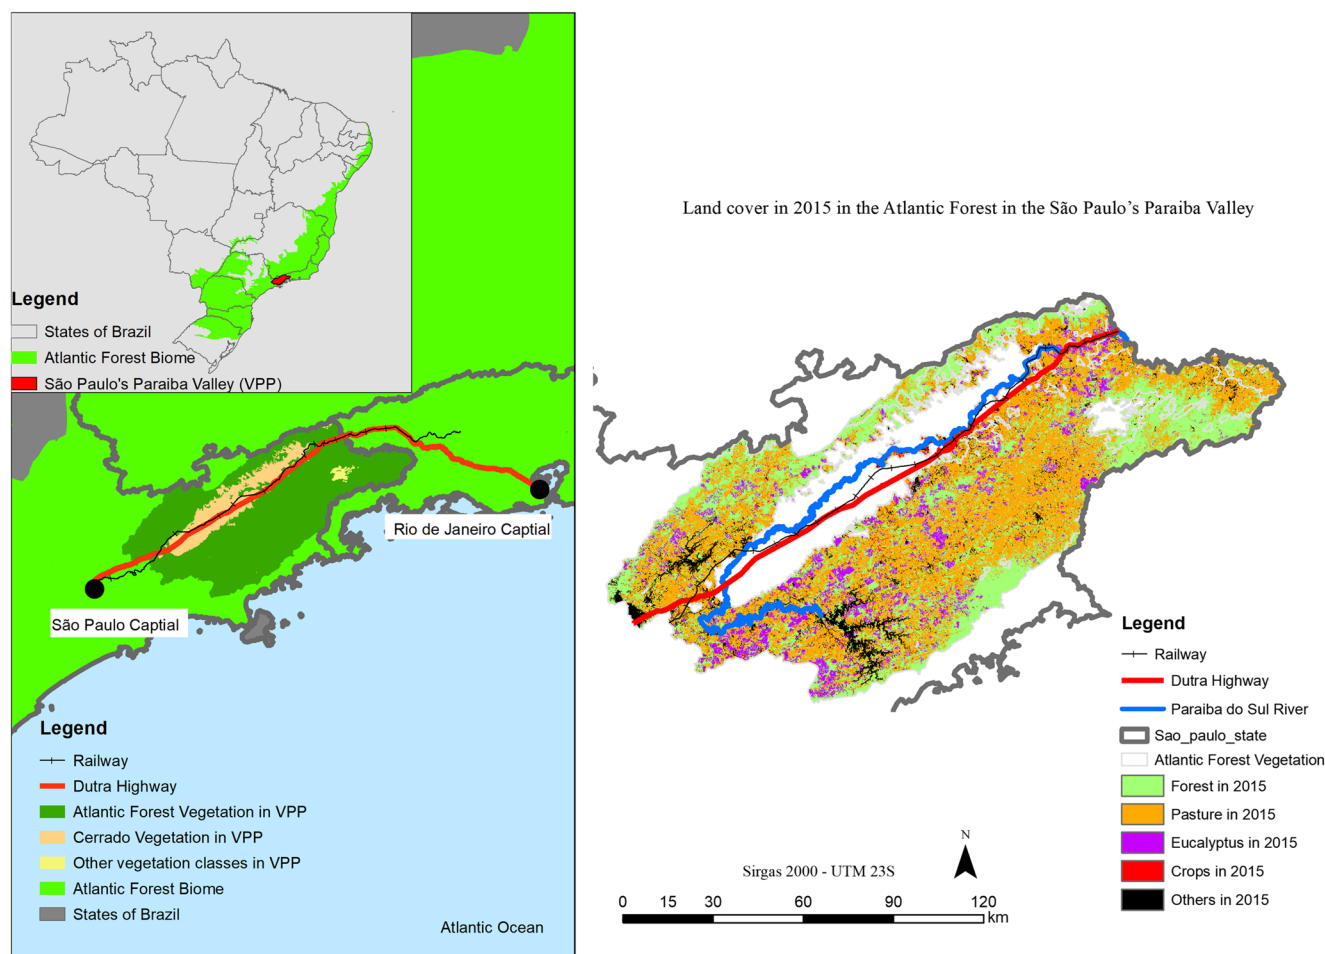 Legend
States of Brazil
Atlantic Forest Biome
São Paulo's Paraiba Valley (VPP)
Rio de Janeiro Captial
São Paulo Captial
Legend
Railway
Dutra Highway
Atlantic Forest Vegetation in VPP
Cerrado Vegetation in VPP
Other vegetation classes in VPP
Atlantic Forest Biome
States of Brazil
Atlantic Ocean
Land cover in 2015 in the Atlantic Forest in the São Paulo’s Paraiba Valley
Legend
Railway
Dutra Highway
Paraiba do Sul River
Sao_paulo_state
Atlantic Forest Vegetation
Forest in 2015
Pasture in 2015
Eucalyptus in 2015
Crops in 2015
Others in 2015
N
Sirgas 2000 - UTM 23S
0 15 30 60 90 120
km